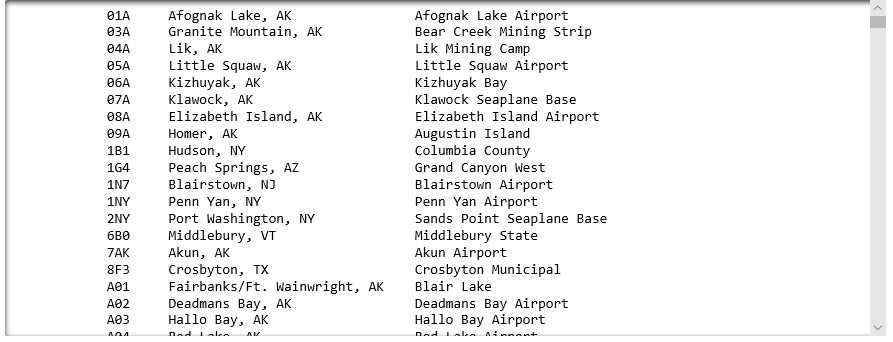 01A Afognak Lake, AK Afognak Lake Airport
03A Granite Mountain, AK Bear Creek Mining Strip
04A Lik, AK Lik Mining Camp
05A Little Squaw, AK Little Squaw Airport
06A Kizhuyak, AK Kizhuyak Bay
07A Klawock, AK Klawock Seaplane Base
08A Elizabeth Island, AK Elizabeth Island Airport
09A Homer, AK Augustin Island
1B1 Hudson, NY Columbia County
1G4 Peach Springs, AZ Grand Canyon West
1N7 Blairstown, NJ Blairstown Airport
1NY Penn Yan, NY Penn Yan Airport
2NY Port Washington, NY Sands Point Seaplane Base
6B0 Middlebury, VT Middlebury State
7AK Akun, AK Akun Airport
8F3 Crosbyton, TX Crosbyton Municipal
A01 Fairbanks/Ft. Wainwright, AK Blair Lake
A02 Deadmans Bay, AK Deadmans Bay Airport
A03 Hallo Bay, AK Hallo Bay Airport
A04 Red Lake, AK Red Lake Airport